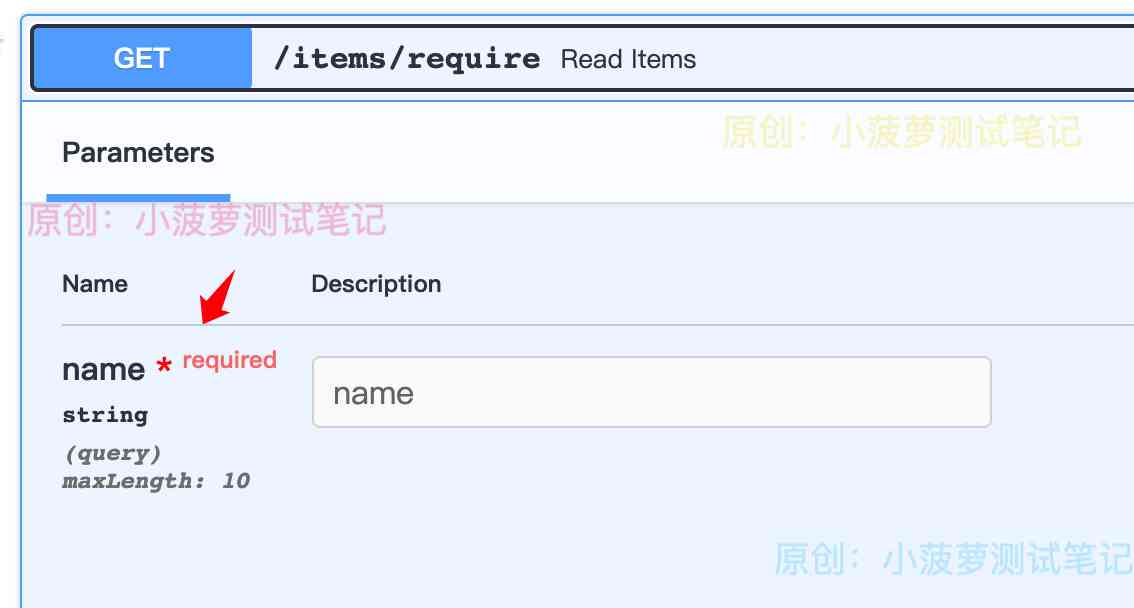 GET /items/require Read Items
原创：小菠萝测试笔记
Parameters
原创：小菠萝测试笔记
Name Description
name * required
name
string
(query)
maxLength: 10
原创：小菠萝测试笔记